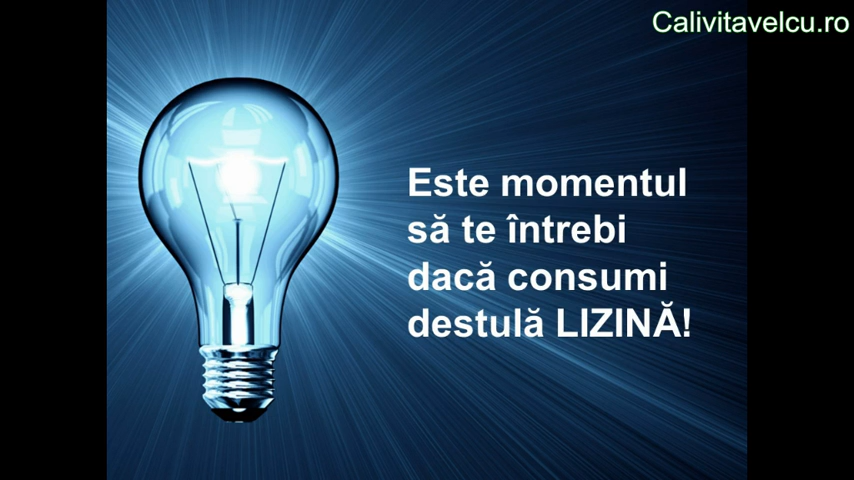 Calivitavelcu.ro
Este momentul
să te întrebi
dacă consumi
destulă LIZINĂ!